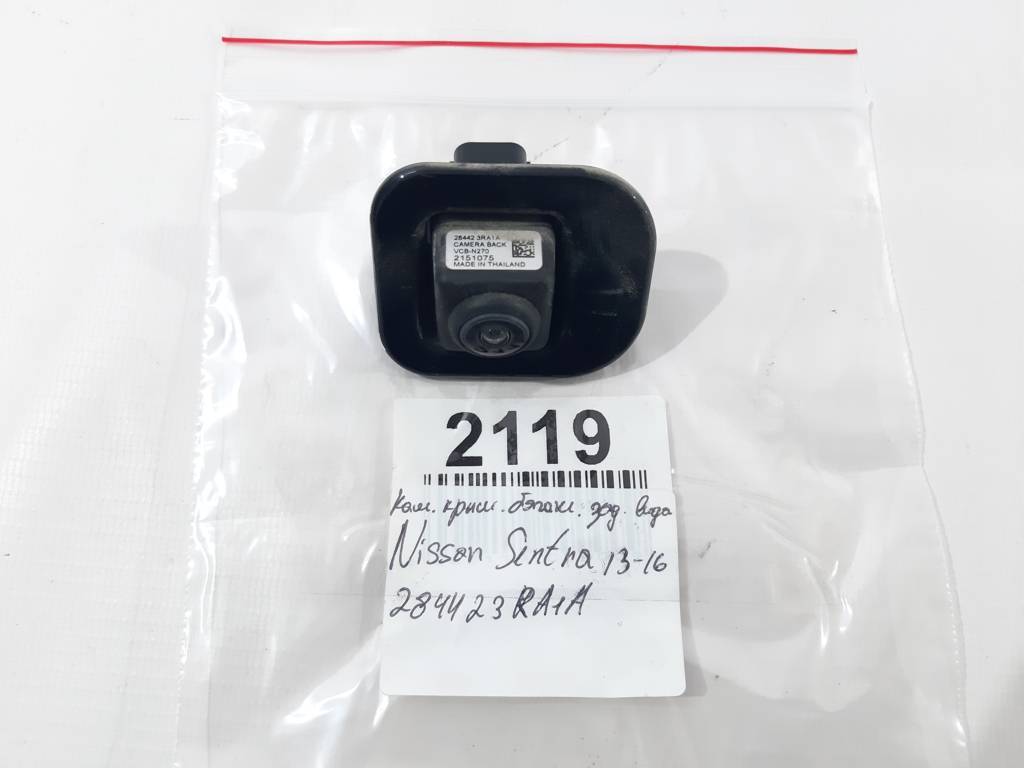 28442 3RA1A
CAMERA BACK
VCB-N270
2151075
MADE IN THAILAND
2119
Кам. крыш. багаж. зад. вида
Nissan Sentra 13-16
284423RA1A